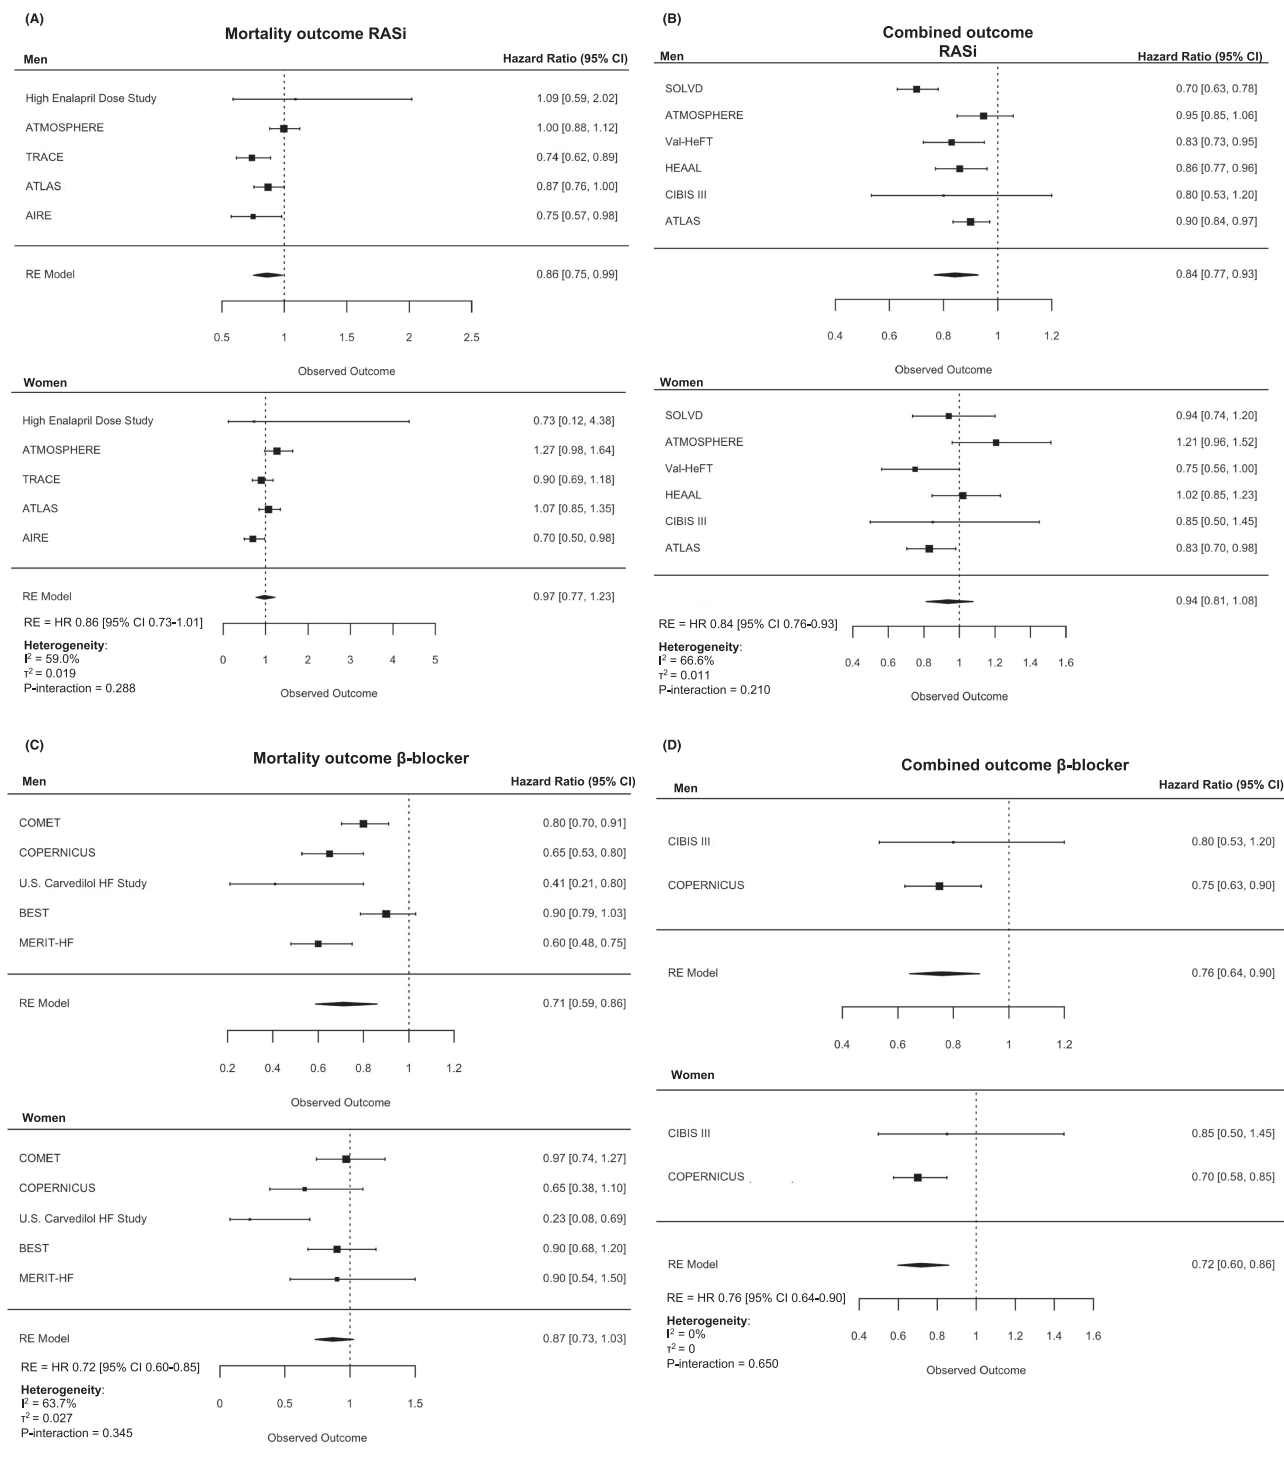 (A)
Mortality outcome RASi
Men
Hazard Ratio (95% CI)
High Enalapril Dose Study 1.09 [0.59, 2.02]
ATMOSPHERE 1.00 [0.88, 1.12]
TRACE 0.74 [0.62, 0.89]
ATLAS 0.87 [0.76, 1.00]
AIRE 0.75 [0.57, 0.98]
RE Model 0.86 [0.75, 0.99]
0.5 1 1.5 2 2.5
Observed Outcome
Women
High Enalapril Dose Study 0.73 [0.12, 4.38]
ATMOSPHERE 1.27 [0.98, 1.64]
TRACE 0.90 [0.69, 1.18]
ATLAS 1.07 [0.85, 1.35]
AIRE 0.70 [0.50, 0.98]
RE Model 0.97 [0.77, 1.23]
RE = HR 0.86 [95% CI 0.73-1.01]
Heterogeneity:
I² = 59.0%
τ² = 0.019
P-interaction = 0.288
0 1 2 3 4 5
Observed Outcome
(B)
Combined outcome
RASi
Men
Hazard Ratio (95% CI)
SOLVD 0.70 [0.63, 0.78]
ATMOSPHERE 0.95 [0.85, 1.06]
Val-HeFT 0.83 [0.73, 0.95]
HEAAL 0.86 [0.77, 0.96]
CIBIS III 0.80 [0.53, 1.20]
ATLAS 0.90 [0.84, 0.97]
0.84 [0.77, 0.93]
0.4 0.6 0.8 1 1.2
Observed Outcome
Women
SOLVD 0.94 [0.74, 1.20]
ATMOSPHERE 1.21 [0.96, 1.52]
Val-HeFT 0.75 [0.56, 1.00]
HEAAL 1.02 [0.85, 1.23]
CIBIS III 0.85 [0.50, 1.45]
ATLAS 0.83 [0.70, 0.98]
0.94 [0.81, 1.08]
RE = HR 0.84 [95% CI 0.76-0.93]
Heterogeneity:
I² = 66.6%
τ² = 0.011
P-interaction = 0.210
0.4 0.6 0.8 1 1.2 1.4 1.6
Observed Outcome
(C)
Mortality outcome β-blocker
Men
Hazard Ratio (95% CI)
COMET 0.80 [0.70, 0.91]
COPERNICUS 0.65 [0.53, 0.80]
U.S. Carvedilol HF Study 0.41 [0.21, 0.80]
BEST 0.90 [0.79, 1.03]
MERIT-HF 0.60 [0.48, 0.75]
RE Model 0.71 [0.59, 0.86]
0.2 0.4 0.6 0.8 1 1.2
Observed Outcome
Women
COMET 0.97 [0.74, 1.27]
COPERNICUS 0.65 [0.38, 1.10]
U.S. Carvedilol HF Study 0.23 [0.08, 0.69]
BEST 0.90 [0.68, 1.20]
MERIT-HF 0.90 [0.54, 1.50]
RE Model 0.87 [0.73, 1.03]
RE = HR 0.72 [95% CI 0.60-0.85]
Heterogeneity:
I² = 63.7%
τ² = 0.027
P-interaction = 0.345
0 0.5 1 1.5
Observed Outcome
(D)
Combined outcome β-blocker
Men
Hazard Ratio (95% CI)
CIBIS III 0.80 [0.53, 1.20]
COPERNICUS 0.75 [0.63, 0.90]
RE Model 0.76 [0.64, 0.90]
0.4 0.6 0.8 1 1.2
Women
CIBIS III 0.85 [0.50, 1.45]
COPERNICUS 0.70 [0.58, 0.85]
RE Model 0.72 [0.60, 0.86]
RE = HR 0.76 [95% CI 0.64-0.90]
Heterogeneity:
I² = 0%
τ² = 0
P-interaction = 0.650
0.4 0.6 0.8 1 1.2 1.4 1.6
Observed Outcome